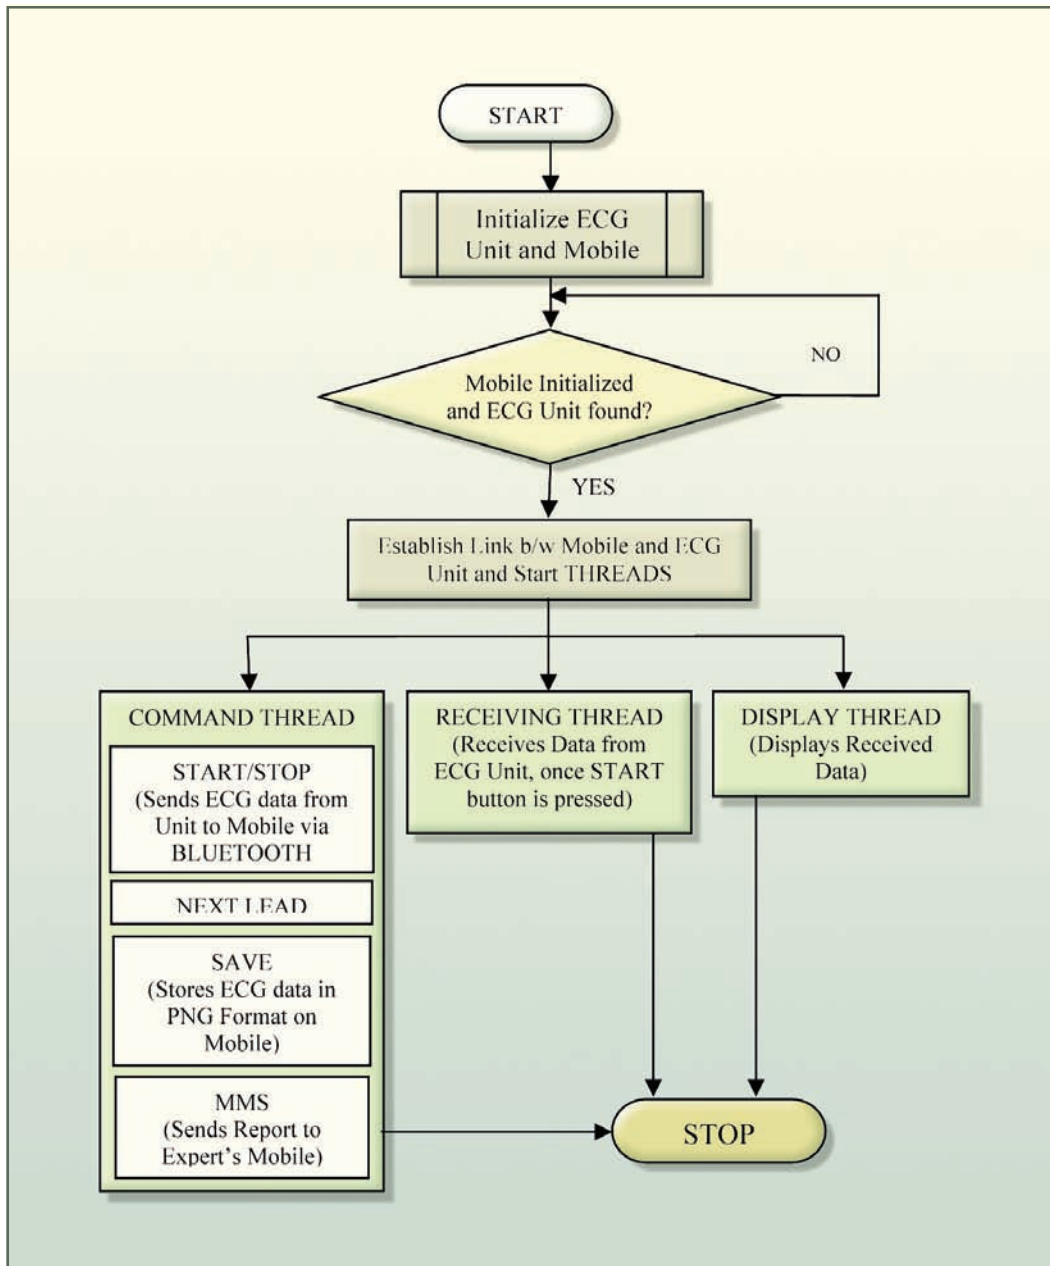 START
Initialize ECG
Unit and Mobile
NO
Mobile Initialized
and ECG Unit found?
YES
Establish Link b/w Mobile and ECG
Unit and Start THREADS
COMMAND THREAD
START/STOP
(Sends ECG data from
Unit to Mobile via
BLUETOOTH
NEXT LEAD
SAVE
(Stores ECG data in
PNG Format on
Mobile)
MMS
(Sends Report to
Expert's Mobile)
RECEIVING THREAD
(Receives Data from
ECG Unit, once START
button is pressed)
DISPLAY THREAD
(Displays Received
Data)
STOP